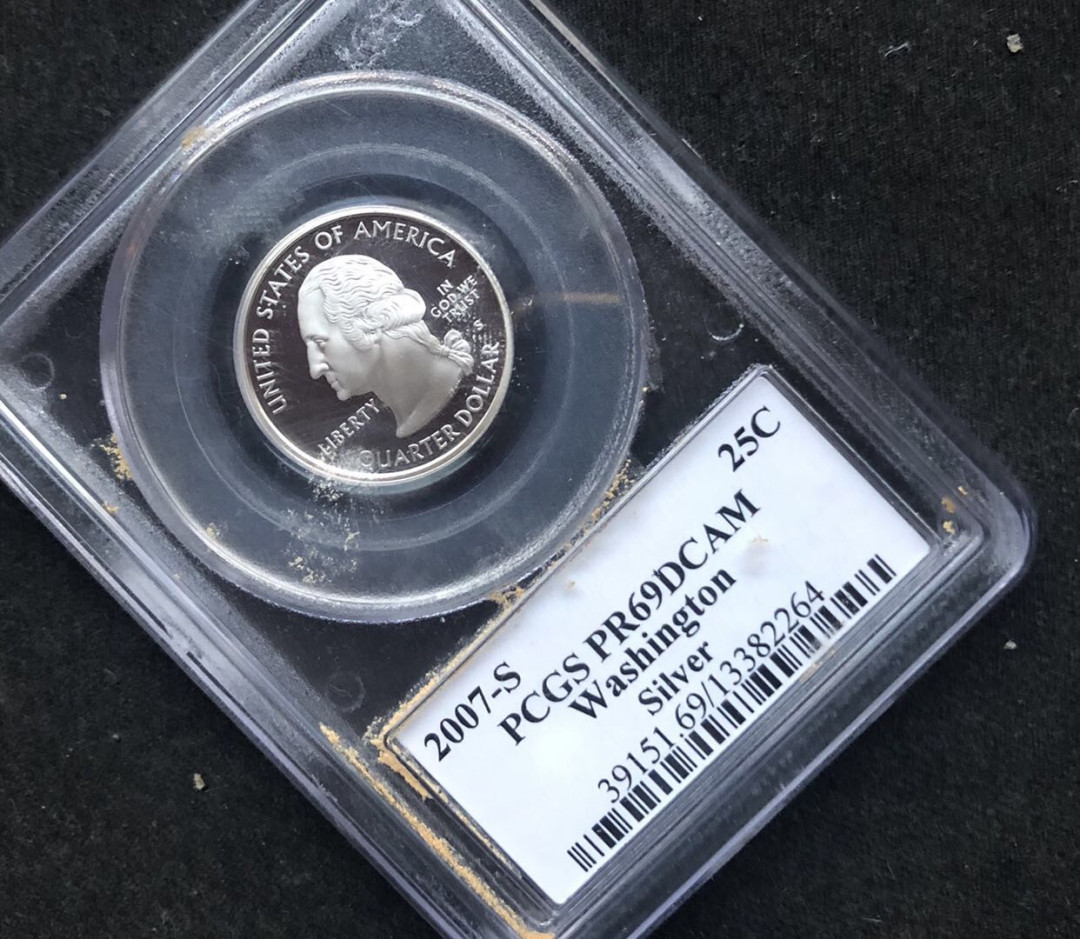 UNITED STATES OF AMERICA
IN
GOD WE
TRUST
S
LIBERTY
QUARTER DOLLAR
2007-S 25C
PCGS PR69DCAM
Washington
Silver
39151.69/13382264